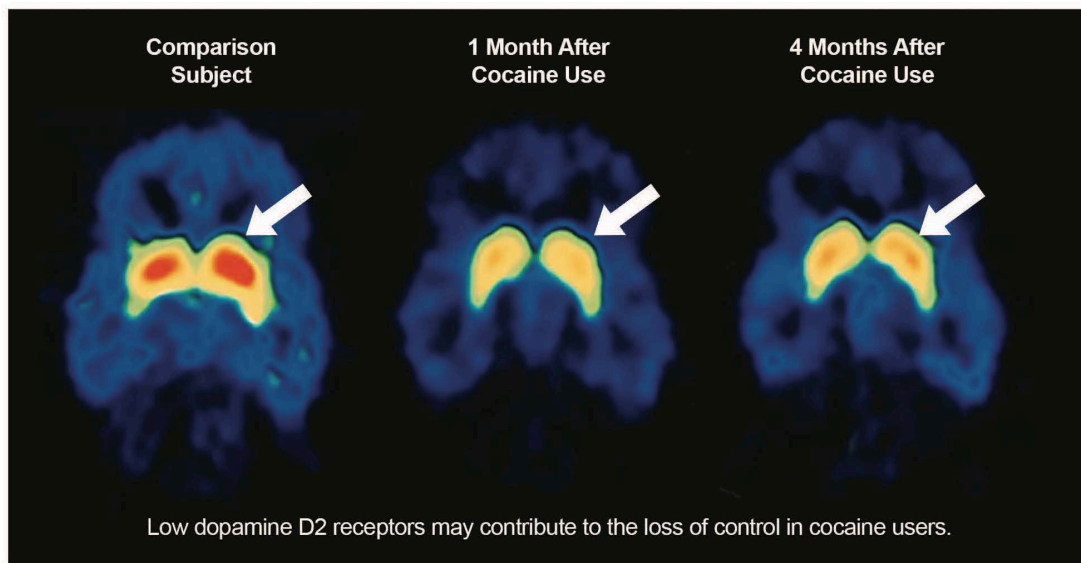 Comparison
Subject
1 Month After
Cocaine Use
4 Months After
Cocaine Use
Low dopamine D2 receptors may contribute to the loss of control in cocaine users.